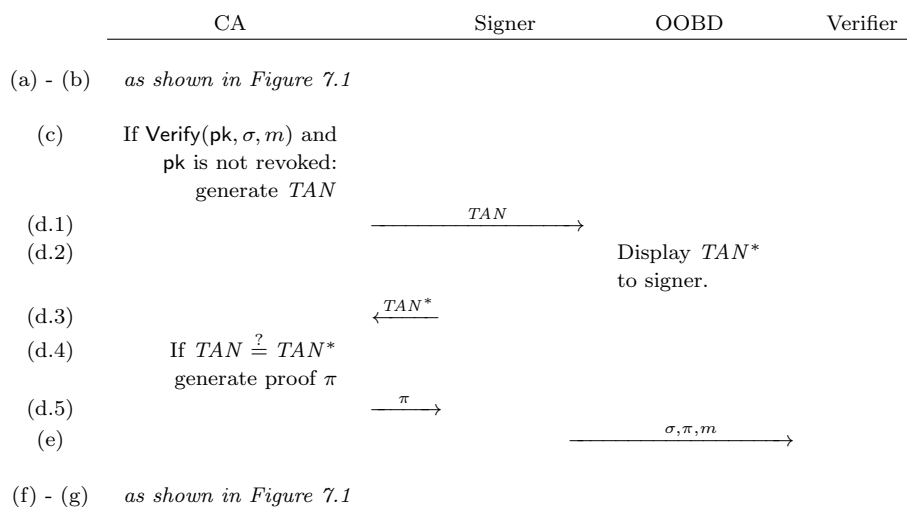 CA Signer OOBD Verifier
(a) - (b) as shown in Figure 7.1
(c) If Verify(pk, σ, m) and
pk is not revoked:
generate TAN
(d.1) TAN
(d.2) Display TAN*
to signer.
(d.3) TAN*
(d.4) If TAN ≟ TAN*
generate proof π
(d.5) π
(e) σ,π,m
(f) - (g) as shown in Figure 7.1